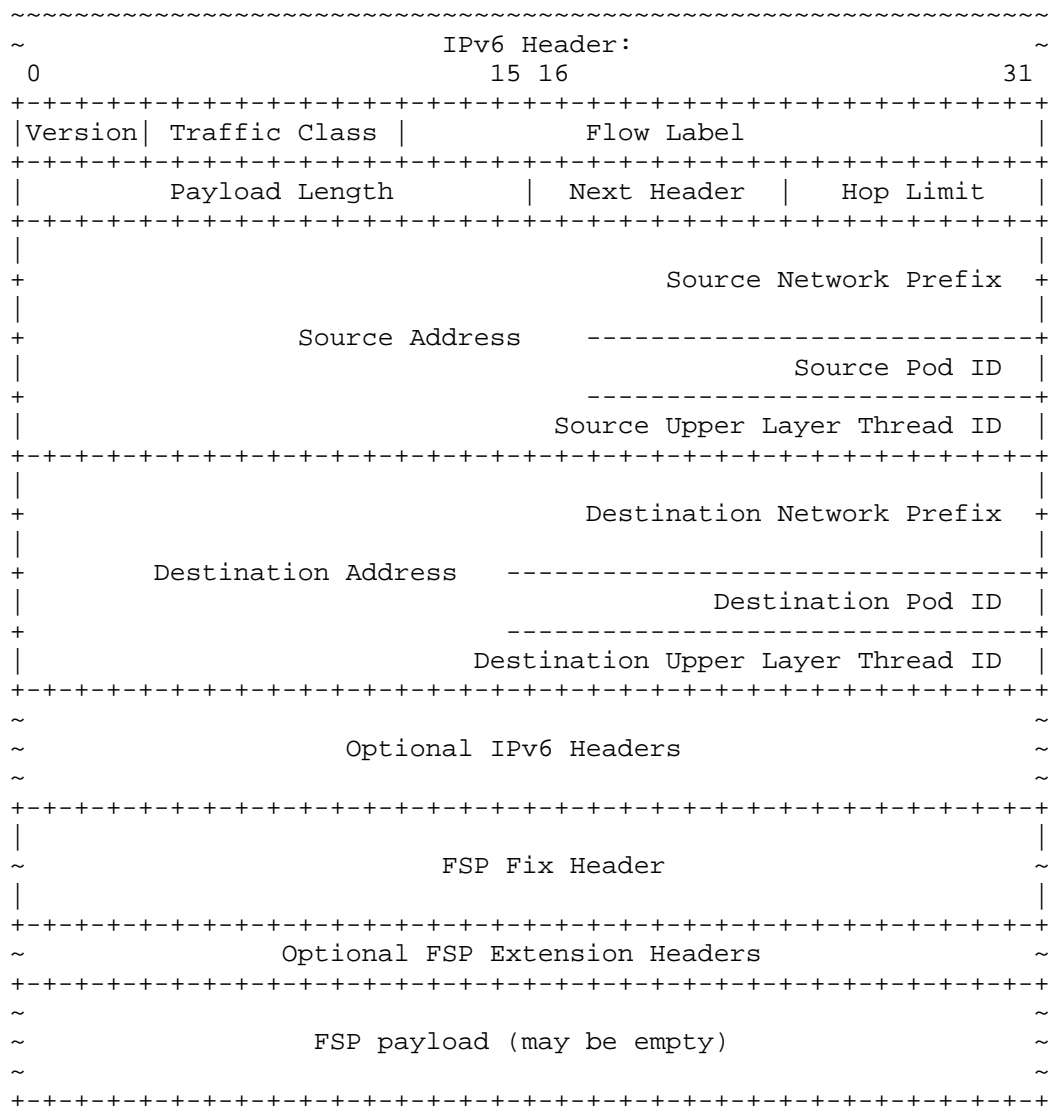 ~~~~~~~~~~~~~~~~~~~~~~~~~~~~~~~~~~~~~~~~~~~~~~~~~~~~~~~~~~~~~~~~~
~                          IPv6 Header:                         ~
 0                            15 16                           31
+-+-+-+-+-+-+-+-+-+-+-+-+-+-+-+-+-+-+-+-+-+-+-+-+-+-+-+-+-+-+-+-+
|Version| Traffic Class |           Flow Label                  |
+-+-+-+-+-+-+-+-+-+-+-+-+-+-+-+-+-+-+-+-+-+-+-+-+-+-+-+-+-+-+-+-+
|         Payload Length        |  Next Header  |   Hop Limit   |
+-+-+-+-+-+-+-+-+-+-+-+-+-+-+-+-+-+-+-+-+-+-+-+-+-+-+-+-+-+-+-+-+
|                                                               |
+                                        Source Network Prefix  +
|                                                               |
+                 Source Address    ----------------------------+
|                                                Source Pod ID  |
+                                   ----------------------------+
|                                 Source Upper Layer Thread ID  |
+-+-+-+-+-+-+-+-+-+-+-+-+-+-+-+-+-+-+-+-+-+-+-+-+-+-+-+-+-+-+-+-+
|                                                               |
+                                   Destination Network Prefix  +
|                                                               |
+        Destination Address   ---------------------------------+
|                                           Destination Pod ID  |
+                              ---------------------------------+
|                            Destination Upper Layer Thread ID  |
+-+-+-+-+-+-+-+-+-+-+-+-+-+-+-+-+-+-+-+-+-+-+-+-+-+-+-+-+-+-+-+-+
~                                                               ~
~                    Optional IPv6 Headers                      ~
~                                                               ~
+-+-+-+-+-+-+-+-+-+-+-+-+-+-+-+-+-+-+-+-+-+-+-+-+-+-+-+-+-+-+-+-+
|                                                               |
~                          FSP Fix Header                       ~
|                                                               |
+-+-+-+-+-+-+-+-+-+-+-+-+-+-+-+-+-+-+-+-+-+-+-+-+-+-+-+-+-+-+-+-+
~                Optional FSP Extension Headers                 ~
+-+-+-+-+-+-+-+-+-+-+-+-+-+-+-+-+-+-+-+-+-+-+-+-+-+-+-+-+-+-+-+-+
~                                                               ~
~                  FSP payload (may be empty)                   ~
~                                                               ~
+-+-+-+-+-+-+-+-+-+-+-+-+-+-+-+-+-+-+-+-+-+-+-+-+-+-+-+-+-+-+-+-+